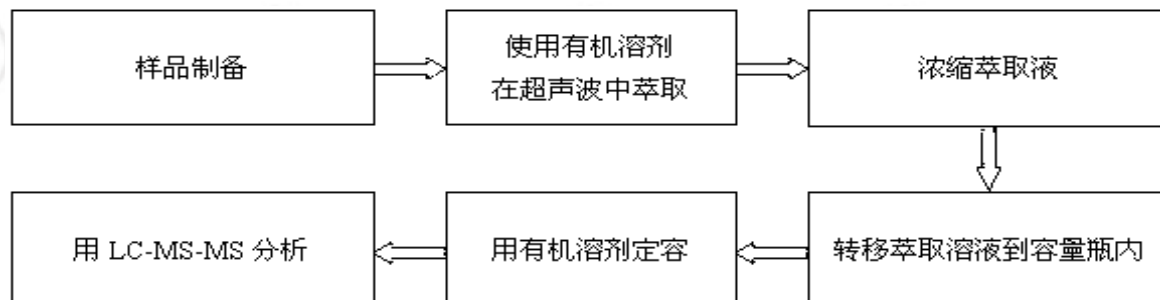 样品制备
使用有机溶剂
在超声波中萃取
浓缩萃取液
转移萃取溶液到容量瓶内
用有机溶剂定容
用 LC-MS-MS 分析